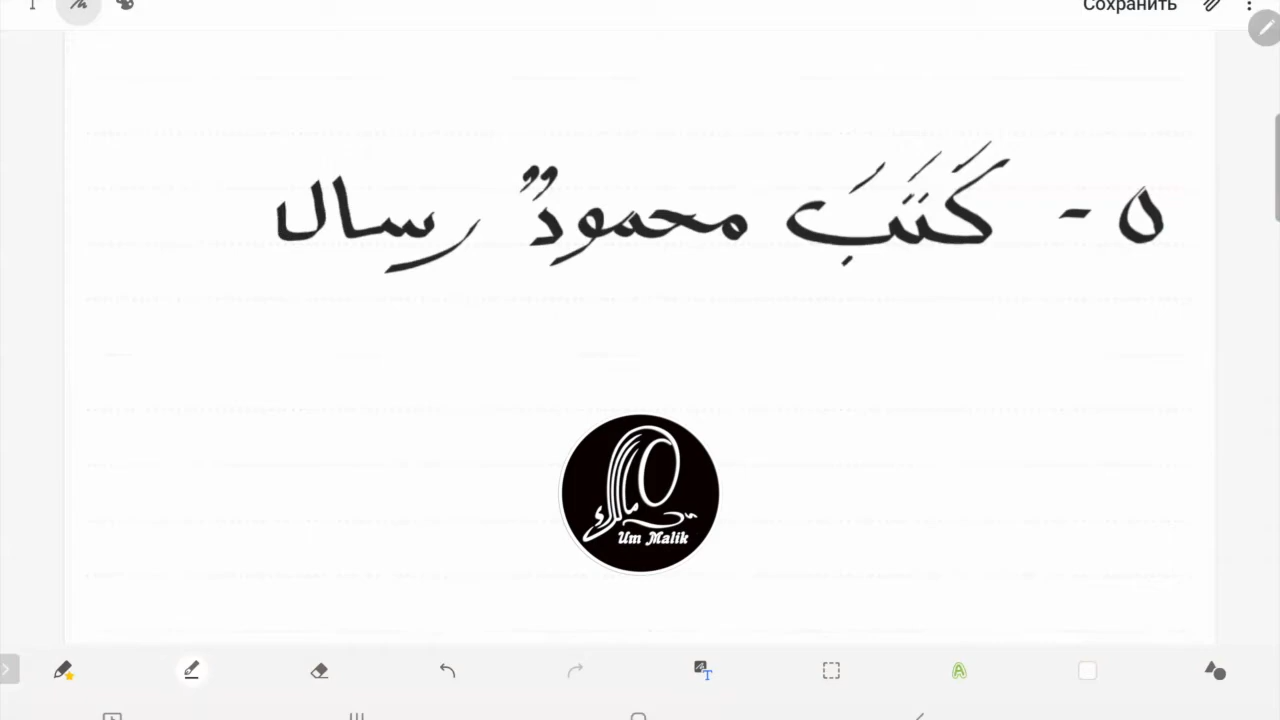 Сохранить
٥ - كَتَبَ محمودٌ رسال
Um Malik